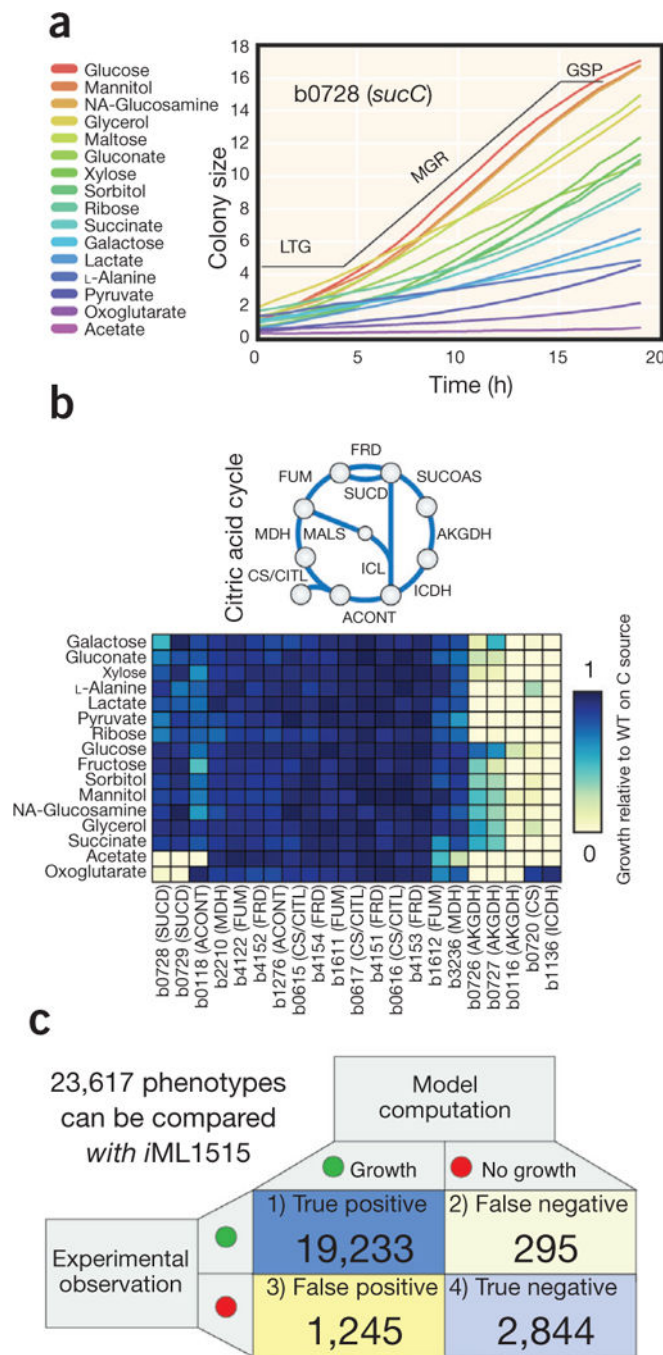 a
Glucose
Mannitol
NA-Glucosamine
Glycerol
Maltose
Gluconate
Xylose
Sorbitol
Ribose
Succinate
Galactose
Lactate
L-Alanine
Pyruvate
Oxoglutarate
Acetate
Colony size
18
16
14
12
10
8
6
4
2
0
b0728 (sucC)
GSP
MGR
LTG
0
5
10
15
20
Time (h)
b
Citric acid cycle
FRD
FUM
SUCOAS
SUCD
MDH
MALS
AKGDH
CS/CITL
ICL
ICDH
ACONT
Galactose
Gluconate
Xylose
L-Alanine
Lactate
Pyruvate
Ribose
Glucose
Fructose
Sorbitol
Mannitol
NA-Glucosamine
Glycerol
Succinate
Acetate
Oxoglutarate
1
0
Growth relative to WT on C source
b0728 (SUCD)
b0729 (SUCD)
b0118 (ACONT)
b2210 (MDH)
b4122 (FUM)
b4152 (FRD)
b1276 (ACONT)
b0615 (CS/CITL)
b4154 (FRD)
b1611 (FUM)
b0617 (CS/CITL)
b4151 (FRD)
b0616 (CS/CITL)
b4153 (FRD)
b1612 (FUM)
b3236 (MDH)
b0726 (AKGDH)
b0727 (AKGDH)
b0116 (AKGDH)
b0720 (CS)
b1136 (ICDH)
c
23,617 phenotypes
can be compared
with iML1515
Model
computation
Growth
No growth
Experimental
observation
1) True positive
19,233
2) False negative
295
3) False positive
1,245
4) True negative
2,844